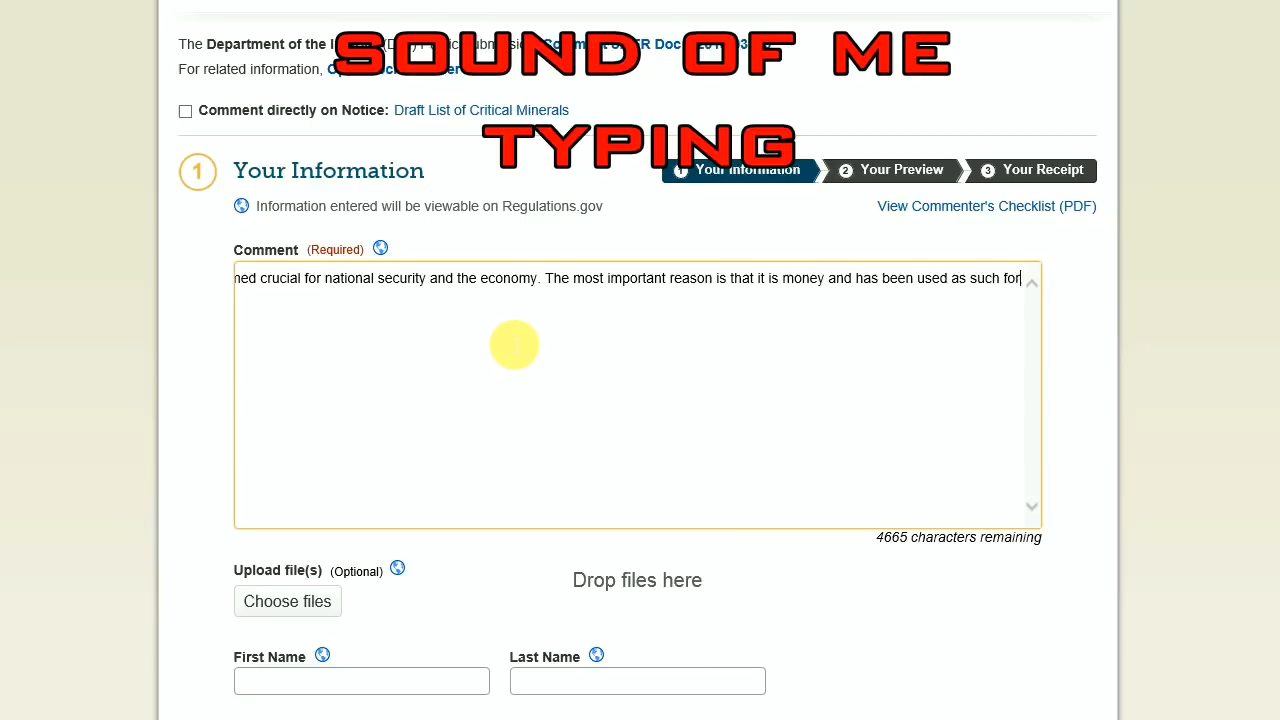 SOUND OF ME
TYPING
The Department of the
For related information,
Comment directly on Notice: Draft List of Critical Minerals
1 Your Information
1 Your Information 2 Your Preview 3 Your Receipt
Information entered will be viewable on Regulations.gov
View Commenter's Checklist (PDF)
Comment (Required)
crucial for national security and the economy. The most important reason is that it is money and has been used as such for
4665 characters remaining
Upload file(s) (Optional)
Drop files here
Choose files
First Name Last Name